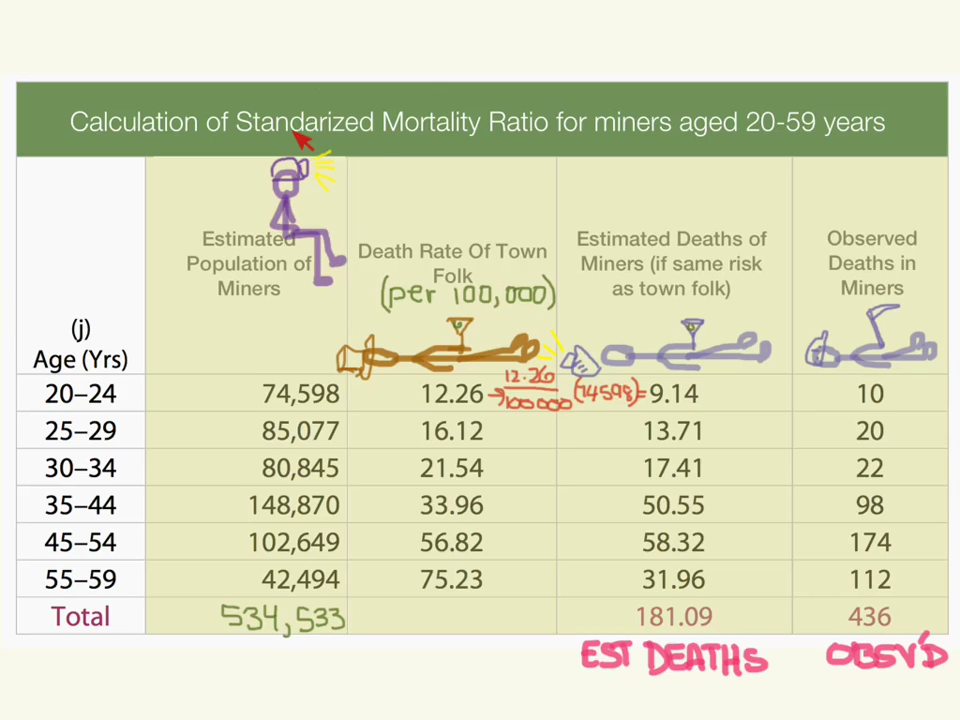 Calculation of Standarized Mortality Ratio for miners aged 20-59 years
(j)
Age (Yrs)
Estimated
Population of
Miners
Death Rate Of Town
Folk
(per 100,000)
Estimated Deaths of
Miners (if same risk
as town folk)
Observed
Deaths in
Miners
20–24 74,598 12.26 → 12.26/100000 (74598)= 9.14 10
25–29 85,077 16.12 13.71 20
30–34 80,845 21.54 17.41 22
35–44 148,870 33.96 50.55 98
45–54 102,649 56.82 58.32 174
55–59 42,494 75.23 31.96 112
Total 534,533 181.09 436
EST DEATHS OBSV'D